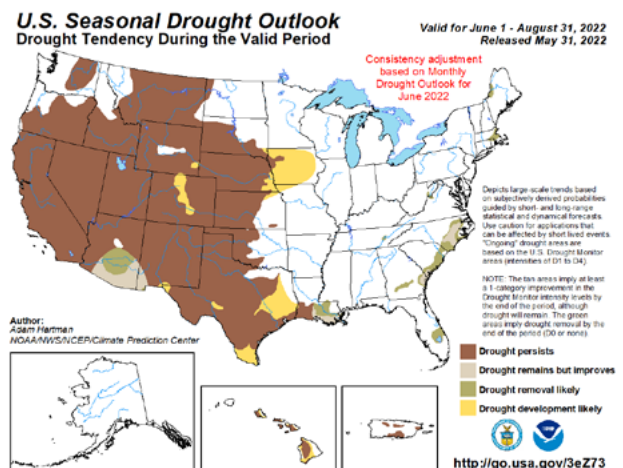 U.S. Seasonal Drought Outlook
Drought Tendency During the Valid Period
Valid for June 1 - August 31, 2022
Released May 31, 2022
Consistency adjustment
based on Monthly
Drought Outlook for
June 2022
Depicts large-scale trends based
on subjectively derived probabilities
guided by short- and long-range
statistical and dynamical forecasts.
Use caution for applications that
can be affected by short lived events.
"Ongoing" drought areas are
based on the U.S. Drought Monitor
areas (intensities of D1 to D4).
NOTE: The tan areas imply at least
a 1-category improvement in the
Drought Monitor intensity levels by
the end of the period, although
drought will remain. The green
areas imply drought removal by the
end of the period (D0 or none).
Author:
Adam Hartman
NOAA/NWS/NCEP/Climate Prediction Center
Drought persists
Drought remains but improves
Drought removal likely
Drought development likely
http://go.usa.gov/3eZ73